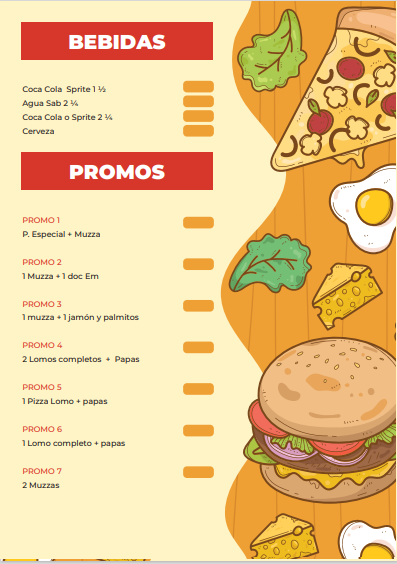 BEBIDAS
Coca Cola Sprite 1 ½
Agua Sab 2 ¼
Coca Cola o Sprite 2 ¼
Cerveza
PROMOS
PROMO 1
P. Especial + Muzza
PROMO 2
1 Muzza + 1 doc Em
PROMO 3
1 muzza + 1 jamón y palmitos
PROMO 4
2 Lomos completos + Papas
PROMO 5
1 Pizza Lomo + papas
PROMO 6
1 Lomo completo + papas
PROMO 7
2 Muzzas